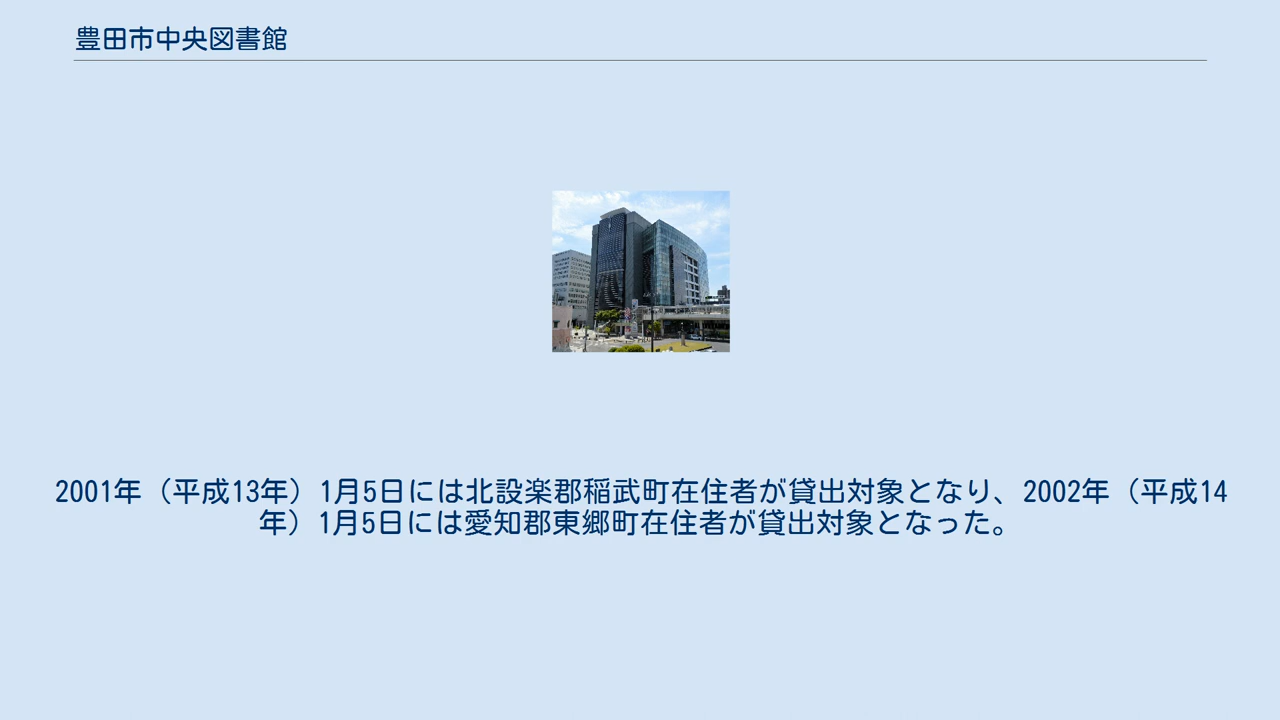 豊田市中央図書館
2001年（平成13年）1月5日には北設楽郡稲武町在住者が貸出対象となり、2002年（平成14
年）1月5日には愛知郡東郷町在住者が貸出対象となった。